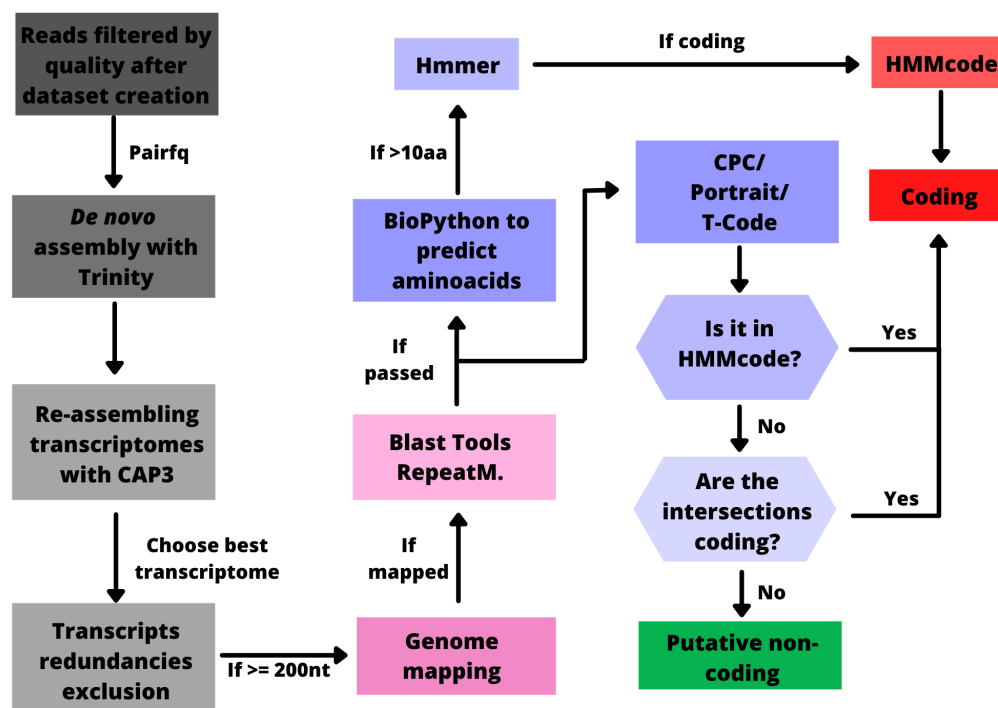 Reads filtered by
quality after
dataset creation
Pairfq
De novo
assembly with
Trinity
Re-assembling
transcriptomes
with CAP3
Choose best
transcriptome
Transcripts
redundancies
exclusion
If >= 200nt
Genome
mapping
If
mapped
Blast Tools
RepeatM.
If
passed
BioPython to
predict
aminoacids
If >10aa
Hmmer
If coding
HMMcode
Coding
CPC/
Portrait/
T-Code
Is it in
HMMcode?
Yes
No
Are the
intersections
coding?
Yes
No
Putative non-
coding